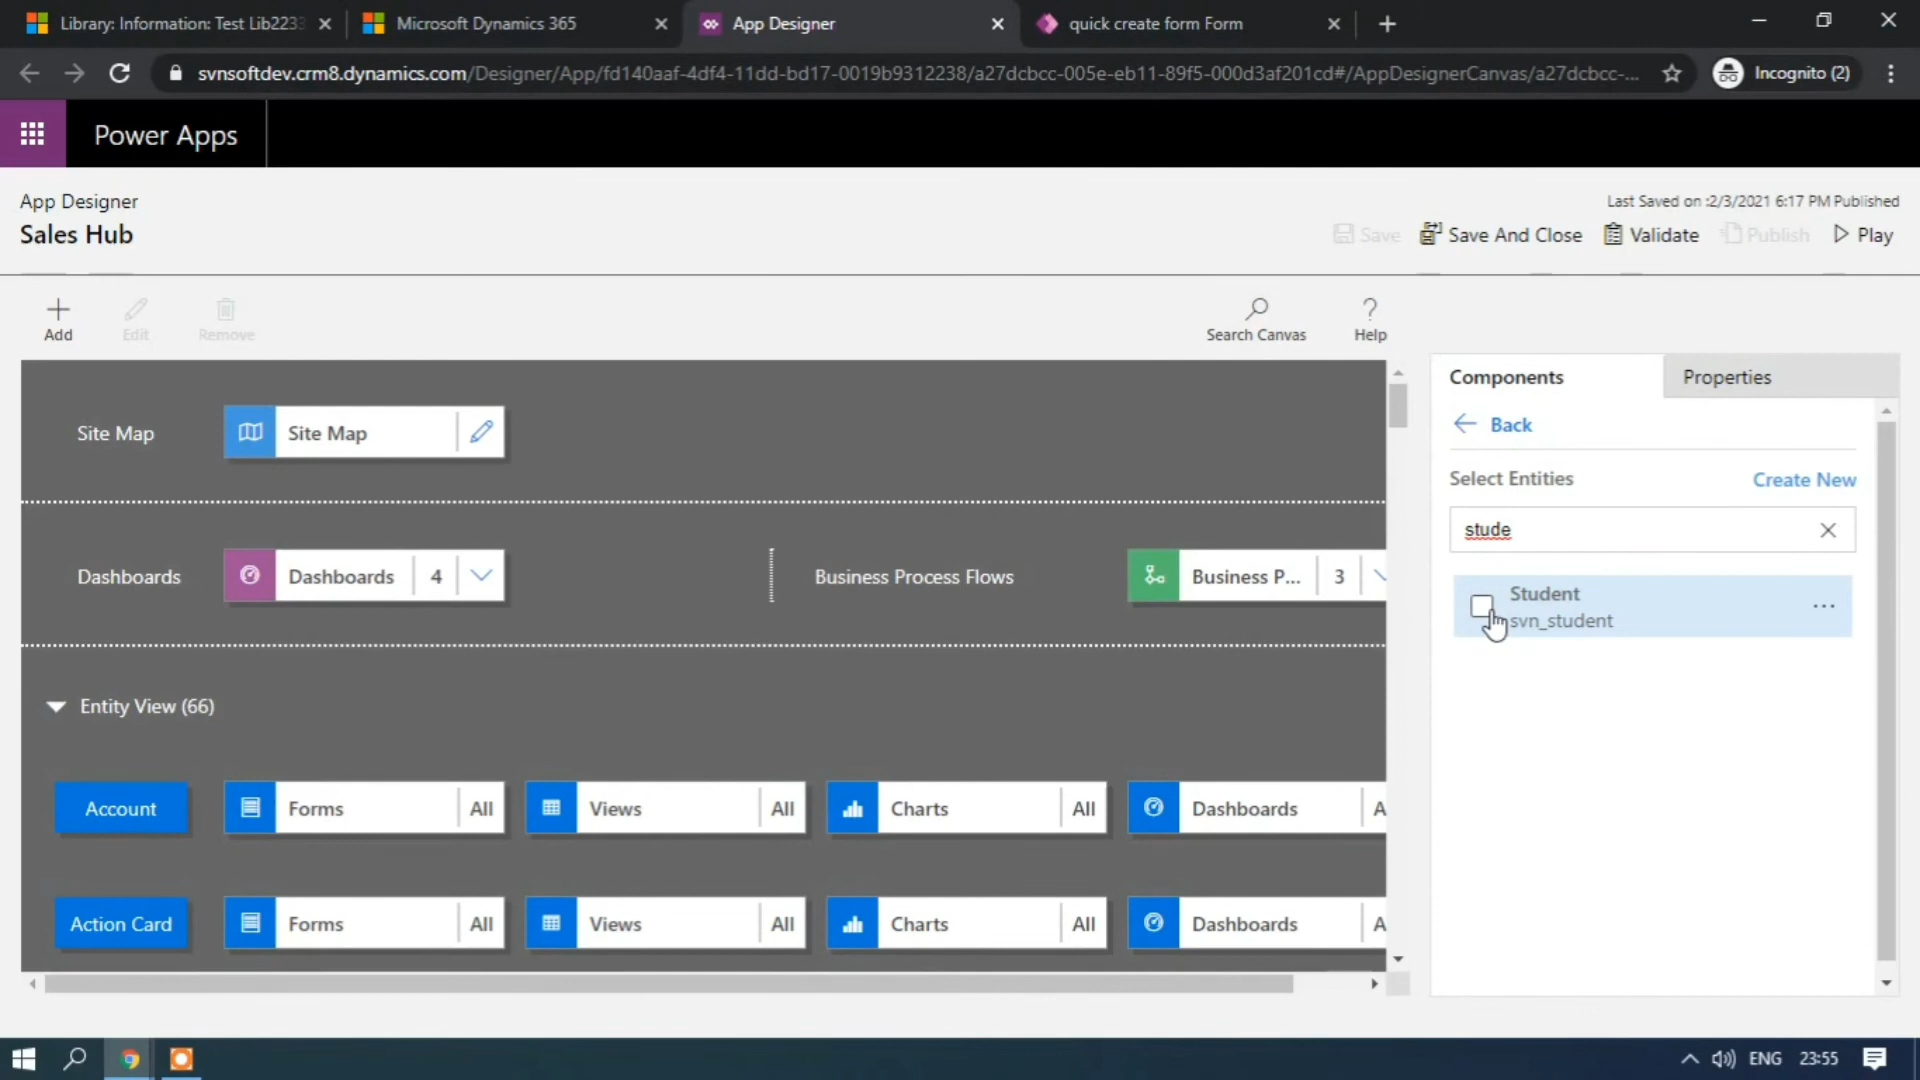 Library: Information: Test Lib2233
Microsoft Dynamics 365
App Designer
quick create form Form
svnsoftdev.crm8.dynamics.com/Designer/App/fd140aaf-4df4-11dd-bd17-0019b9312238/a27dcbcc-005e-eb11-89f5-000d3af201cd#/AppDesignerCanvas/a27dcbcc-...
Incognito (2)
Power Apps
App Designer
Last Saved on :2/3/2021 6:17 PM Published
Sales Hub
Save
Save And Close
Validate
Publish
Play
Add
Edit
Remove
Search Canvas
Help
Components
Properties
Back
Select Entities
Create New
stude
Student
svn_student
Site Map
Site Map
Dashboards
Dashboards 4
Business Process Flows
Business P... 3
Entity View (66)
Account
Forms All
Views All
Charts All
Dashboards A
Action Card
Forms All
Views All
Charts All
Dashboards A
ENG
23:55